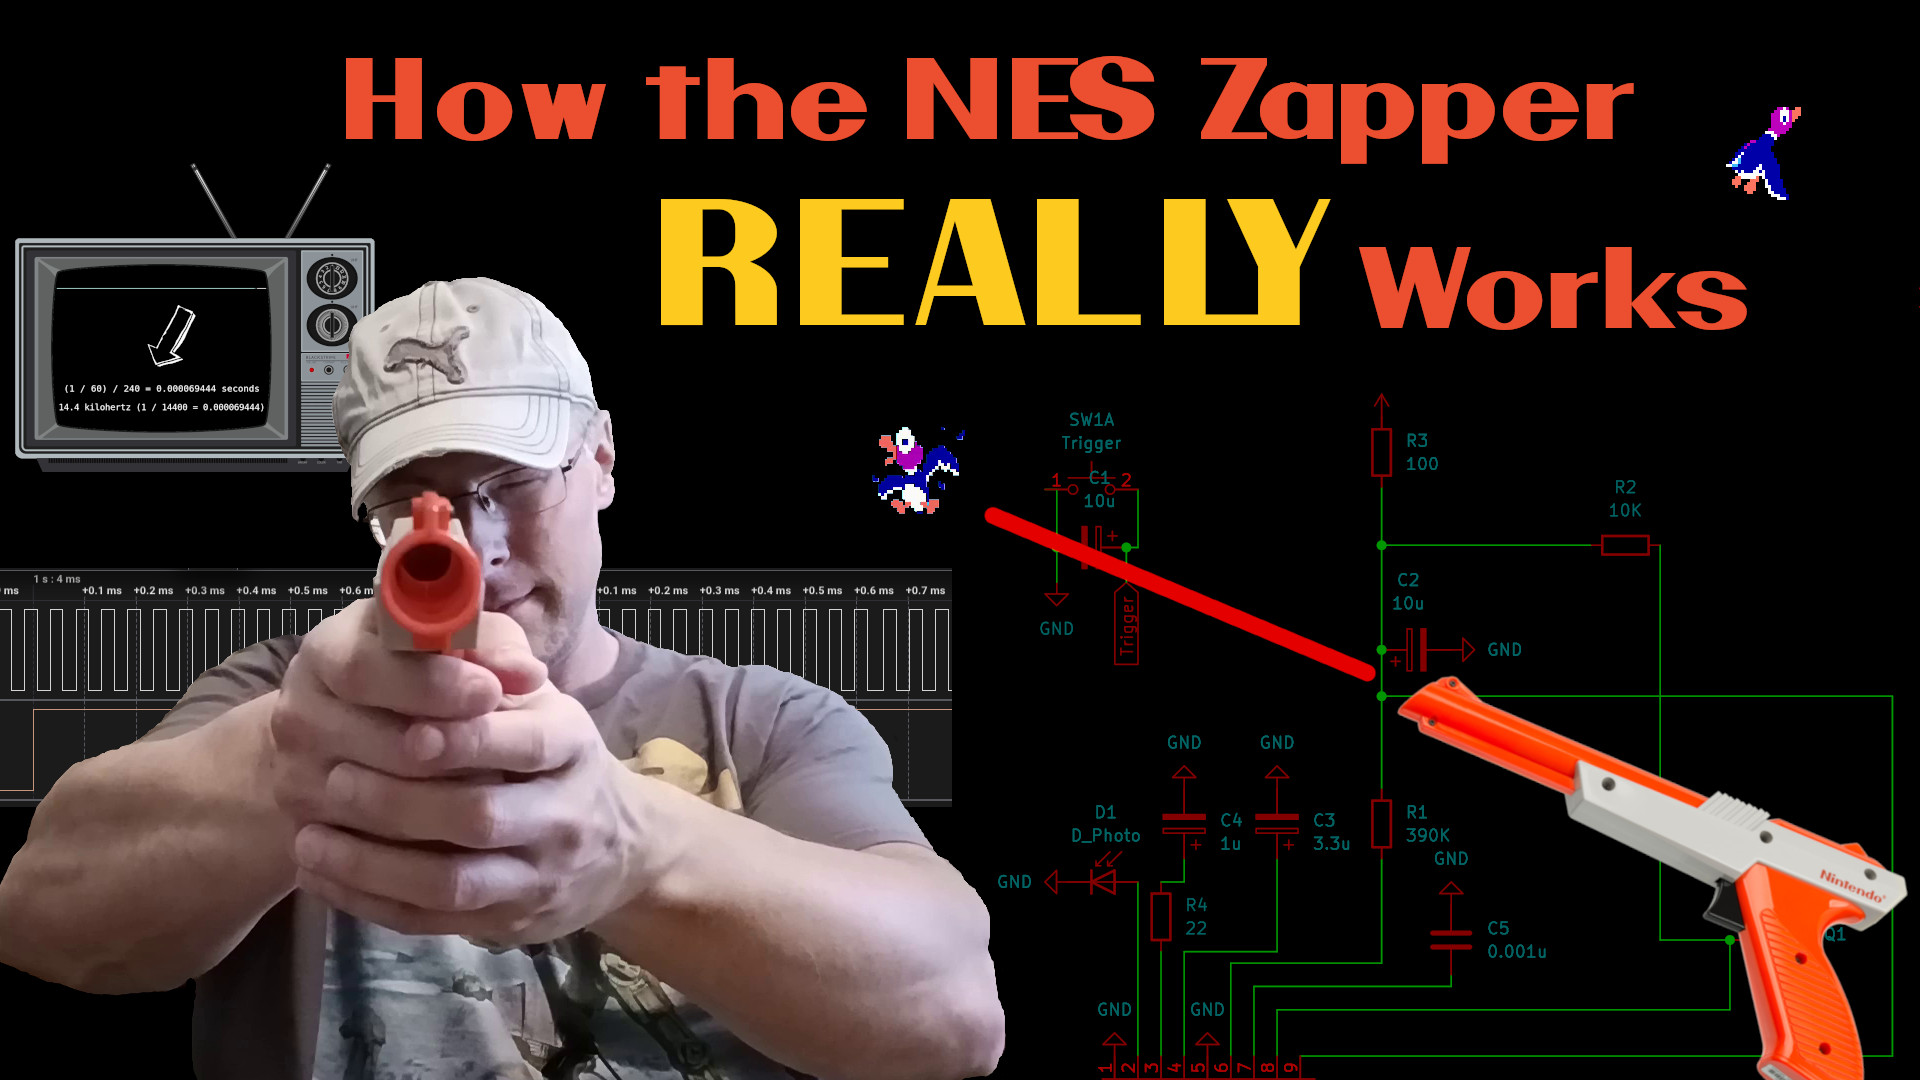 How the NES Zapper
REALLY Works
(1 / 60) / 240 = 0.000069444 seconds
14.4 kilohertz (1 / 14400 = 0.000069444)
1 s : 4 ms
ms +0.1 ms +0.2 ms +0.3 ms +0.4 ms +0.5 ms +0.6 m
+0.1 ms +0.2 ms +0.3 ms +0.4 ms +0.5 ms +0.6 ms +0.7 ms
SW1A
Trigger
1 2
C1
10u
+
GND
Trigger
R3
100
R2
10K
C2
10u
+
GND
GND
GND
D1
D_Photo
C4
1u
+
C3
3.3u
+
R1
390K
GND
GND
R4
22
C5
0.001u
Nintendo
Q1
GND
GND
1 2 3 4 5 6 7 8 9